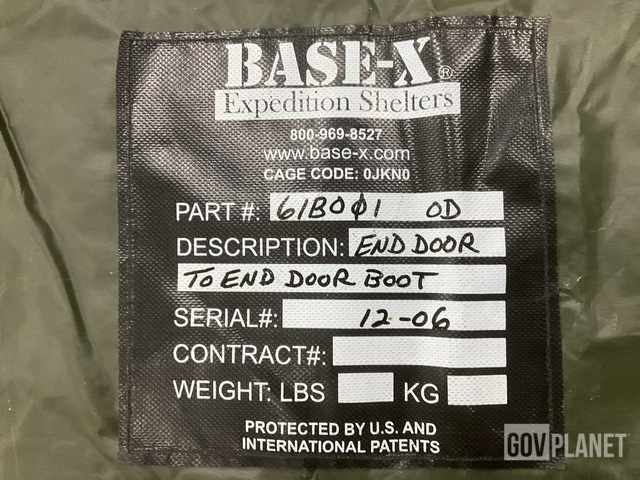 BASE-X®
Expedition Shelters
800-969-8527
www.base-x.com
CAGE CODE: 0JKN0
PART #: 61B001 OD
DESCRIPTION: END DOOR
TO END DOOR BOOT
SERIAL#: 12-06
CONTRACT#:
WEIGHT: LBS KG
PROTECTED BY U.S. AND
INTERNATIONAL PATENTS
GOVPLANET